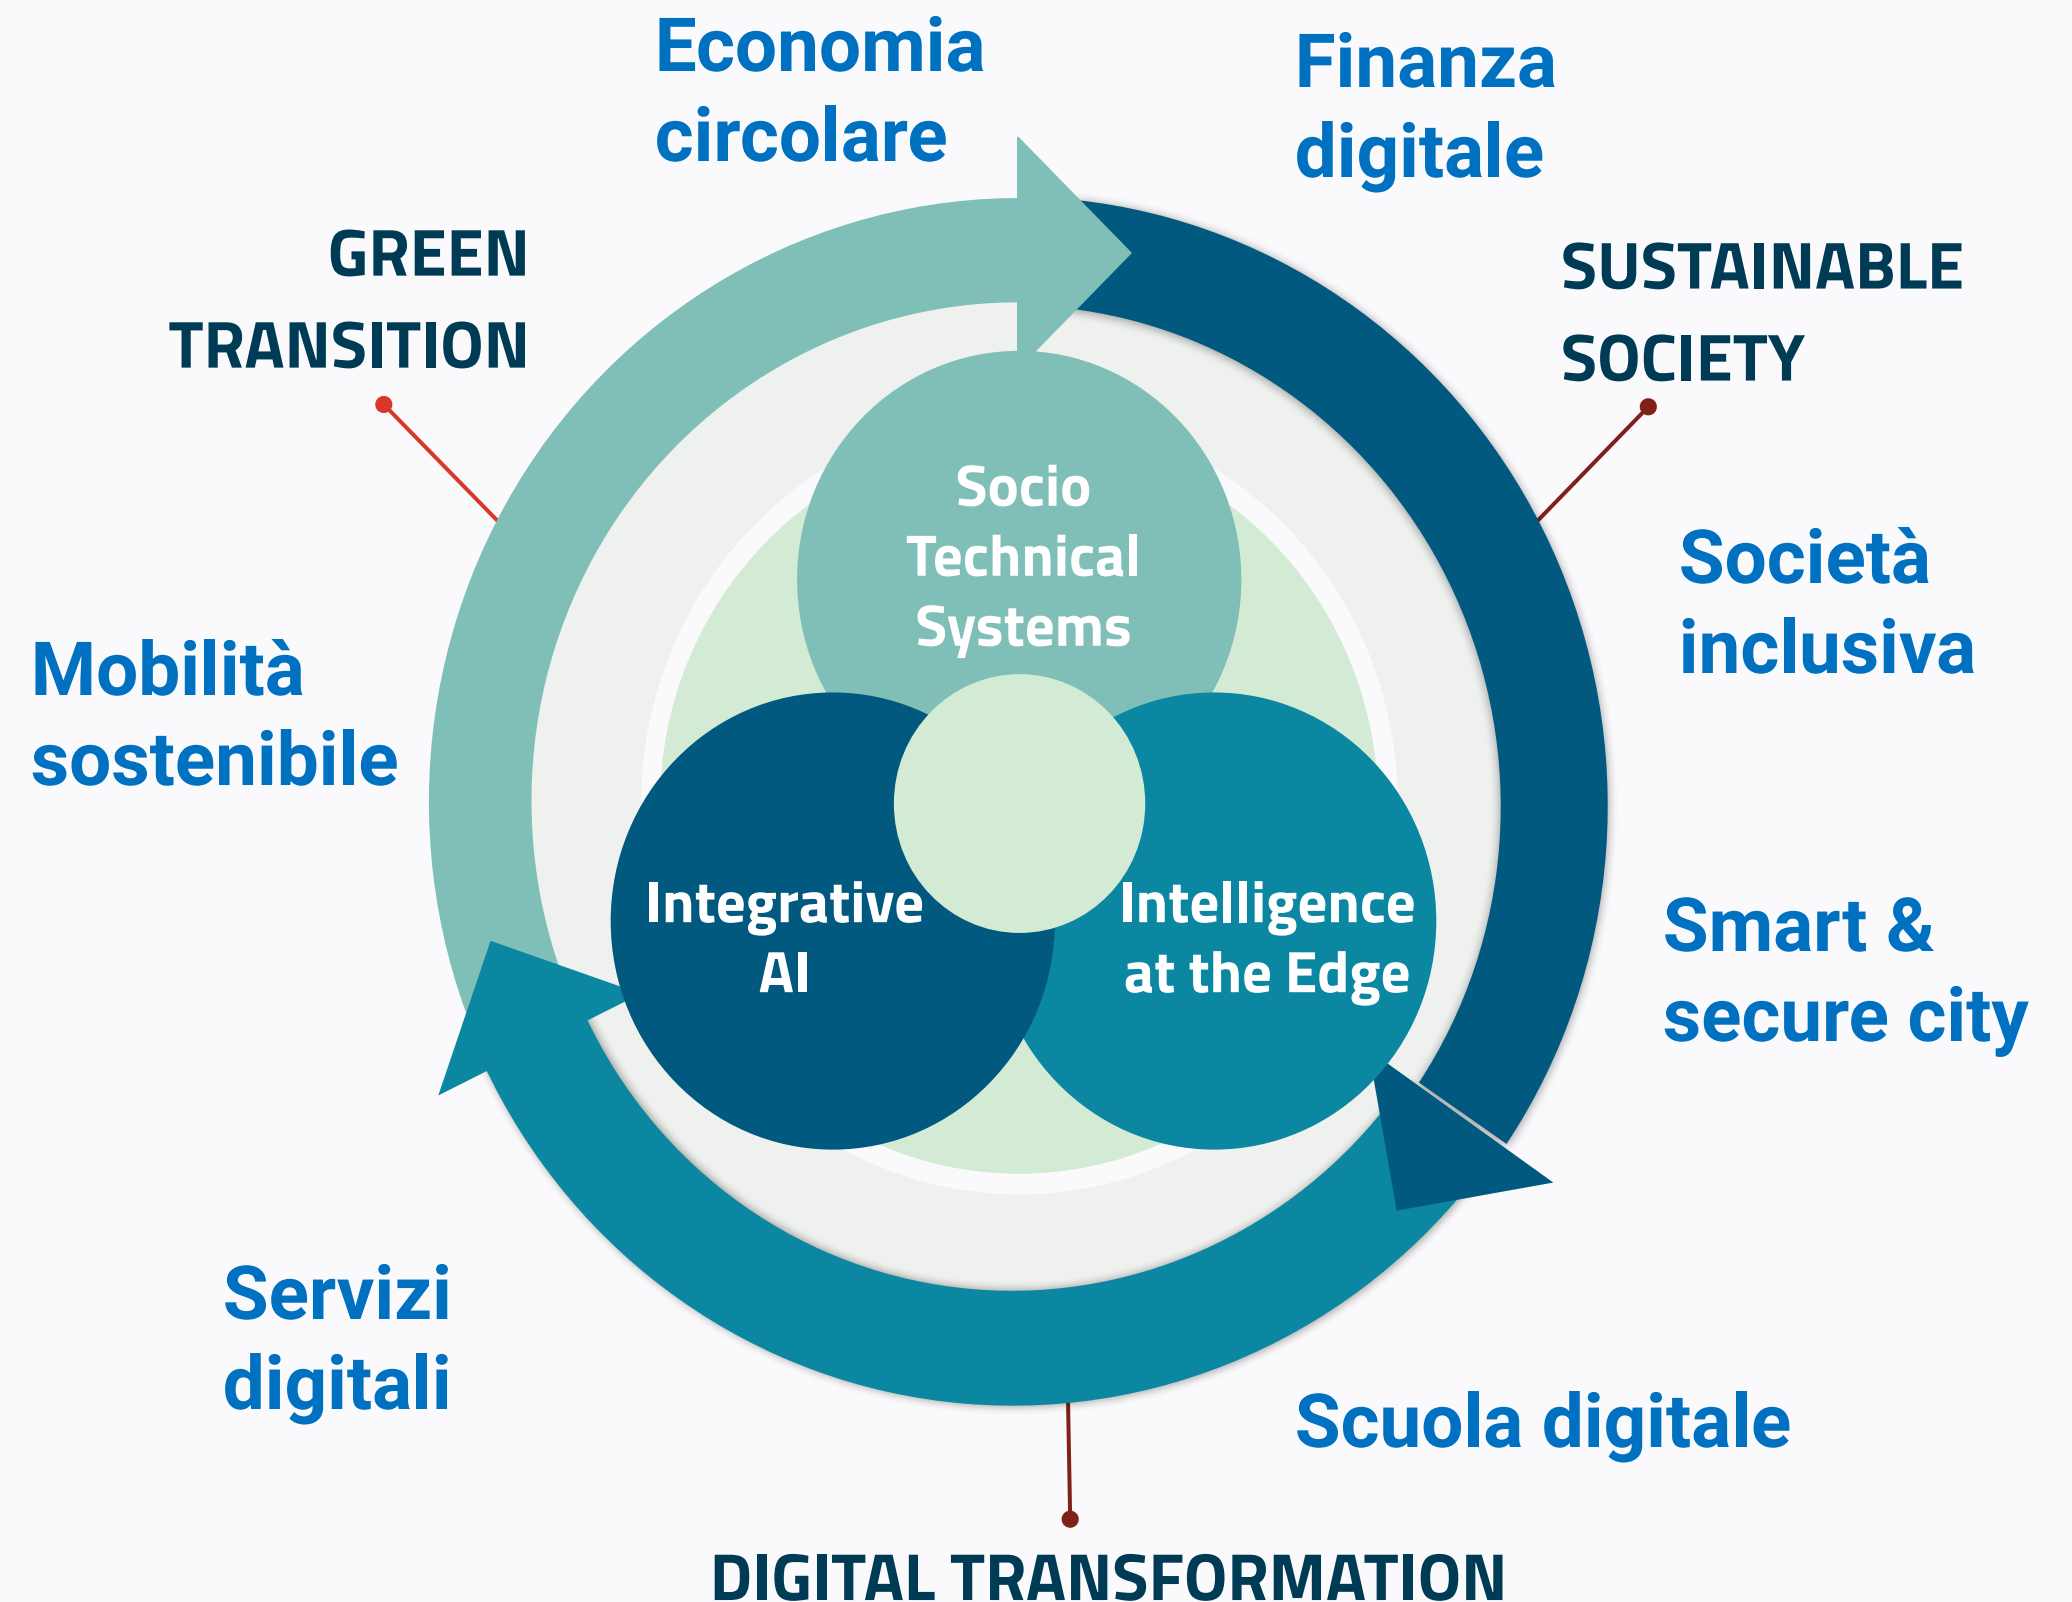 Economia
circolare
Finanza
digitale
GREEN
TRANSITION
SUSTAINABLE
SOCIETY
Socio
Technical
Systems
Società
inclusiva
Mobilità
sostenibile
Integrative
AI
Intelligence
at the Edge
Smart &
secure city
Servizi
digitali
Scuola digitale
DIGITAL TRANSFORMATION